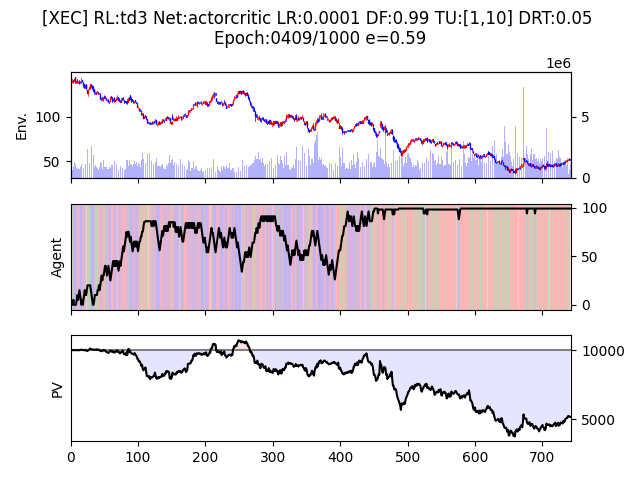 [XEC] RL:td3 Net:actorcritic LR:0.0001 DF:0.99 TU:[1,10] DRT:0.05
Epoch:0409/1000 e=0.59
1e6
Env.
100
50
5
0
Agent
100
50
0
PV
10000
5000
0 100 200 300 400 500 600 700